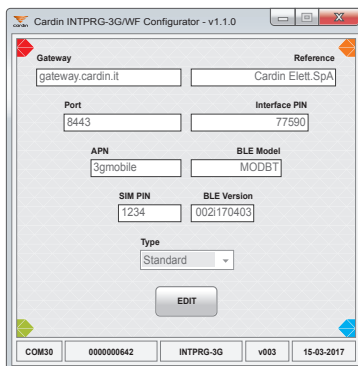 Cardin INTPRG-3G/WF Configurator - v1.1.0
Gateway Reference
gateway.cardin.it Cardin Elett.SpA
Port Interface PIN
8443 77590
APN BLE Model
3gmobile MODBT
SIM PIN BLE Version
1234 002i170403
Type
Standard
EDIT
COM30 0000000642 INTPRG-3G v003 15-03-2017